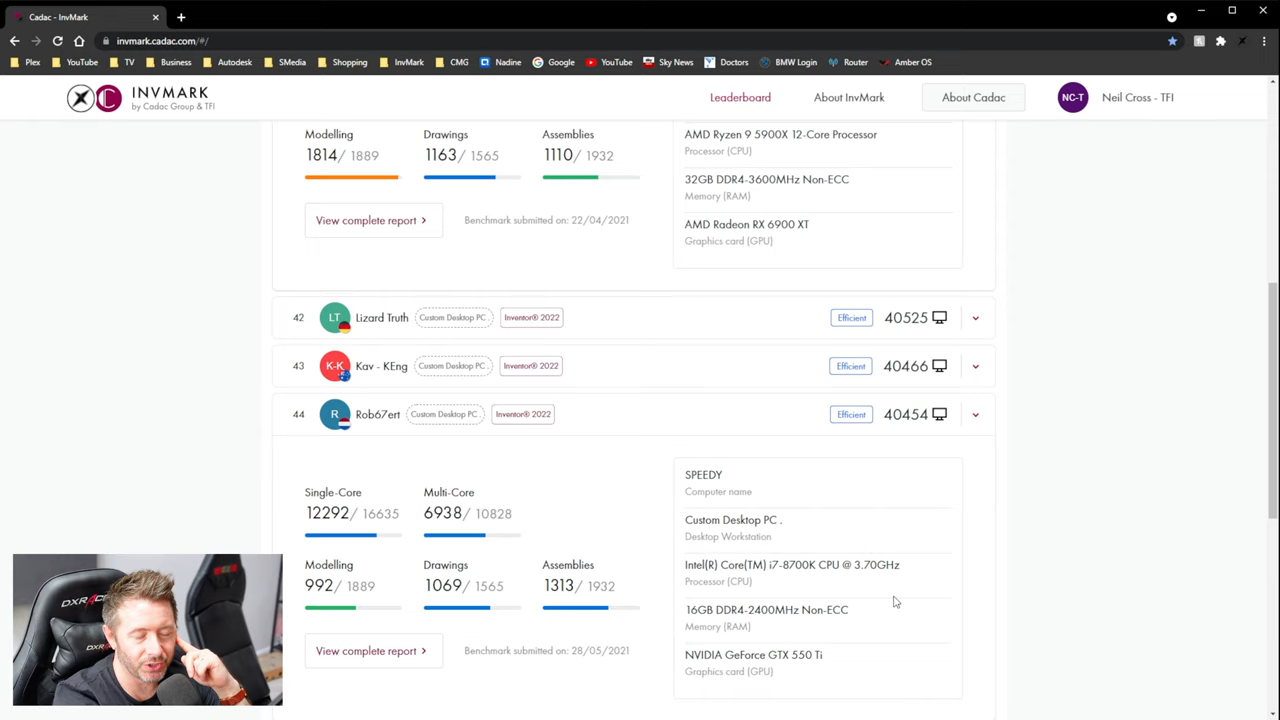 Cadac - InvMark
invmark.cadac.com/#/
Plex YouTube TV Business Autodesk SMedia Shopping InvMark CMG Nadine Google YouTube Sky News Doctors BMW Login Router Amber OS
INVMARK
by Cadac Group & TFI
Leaderboard About InvMark About Cadac NC-T Neil Cross - TFI
Modelling Drawings Assemblies
1814/ 1889 1163/ 1565 1110/ 1932
View complete report Benchmark submitted on: 22/04/2021
AMD Ryzen 9 5900X 12-Core Processor
Processor (CPU)
32GB DDR4-3600MHz Non-ECC
Memory (RAM)
AMD Radeon RX 6900 XT
Graphics card (GPU)
42 LT Lizard Truth Custom Desktop PC . Inventor® 2022 Efficient 40525
43 K-K Kav - KEng Custom Desktop PC . Inventor® 2022 Efficient 40466
44 R Rob67ert Custom Desktop PC . Inventor® 2022 Efficient 40454
Single-Core Multi-Core
12292/ 16635 6938/ 10828
Modelling Drawings Assemblies
992/ 1889 1069/ 1565 1313/ 1932
View complete report Benchmark submitted on: 28/05/2021
SPEEDY
Computer name
Custom Desktop PC .
Desktop Workstation
Intel(R) Core(TM) i7-8700K CPU @ 3.70GHz
Processor (CPU)
16GB DDR4-2400MHz Non-ECC
Memory (RAM)
NVIDIA GeForce GTX 550 Ti
Graphics card (GPU)
DXRACER